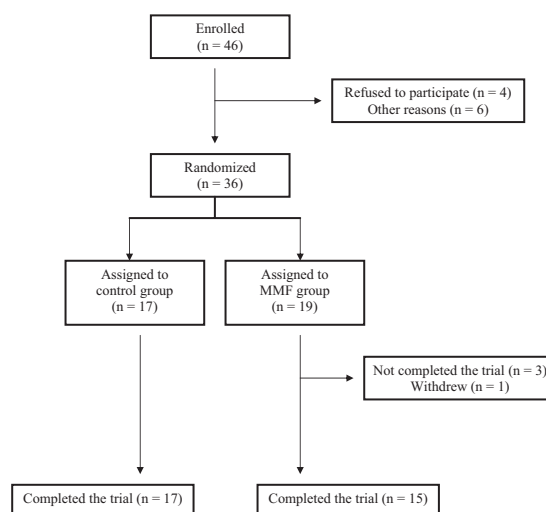 Enrolled
(n = 46)
Refused to participate (n = 4)
Other reasons (n = 6)
Randomized
(n = 36)
Assigned to
control group
(n = 17)
Assigned to
MMF group
(n = 19)
Not completed the trial (n = 3)
Withdrew (n = 1)
Completed the trial (n = 17)
Completed the trial (n = 15)